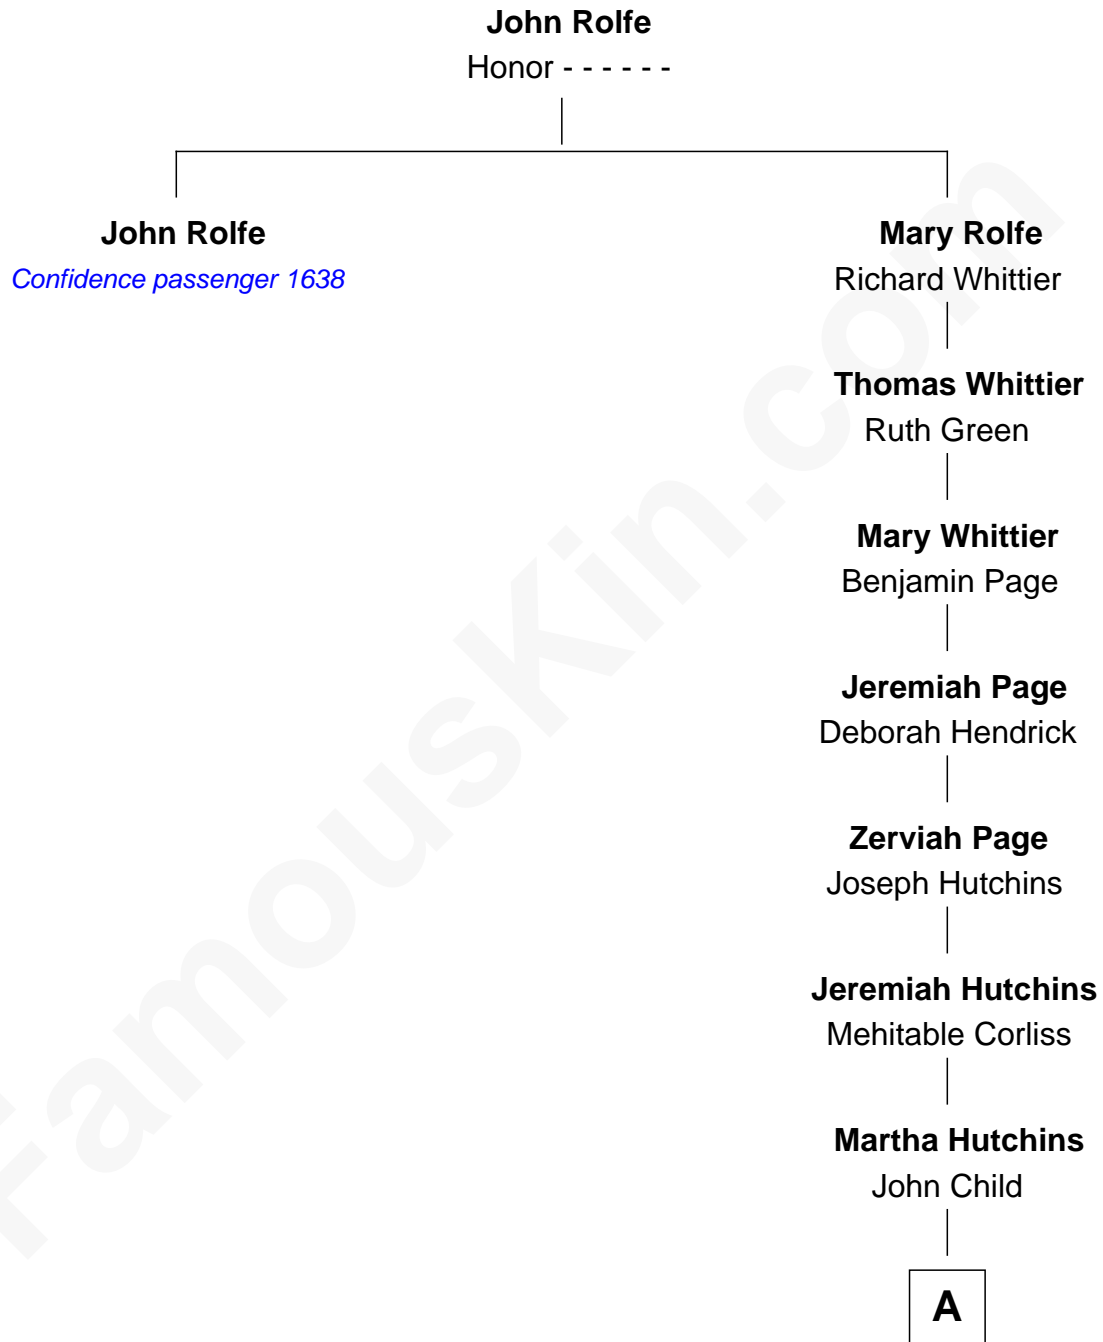 John Rolfe
Honor - - - - - -
John Rolfe
Confidence passenger 1638
Mary Rolfe
Richard Whittier
Thomas Whittier
Ruth Green
Mary Whittier
Benjamin Page
Jeremiah Page
Deborah Hendrick
Zerviah Page
Joseph Hutchins
Jeremiah Hutchins
Mehitable Corliss
Martha Hutchins
John Child
A
FamousKin.com